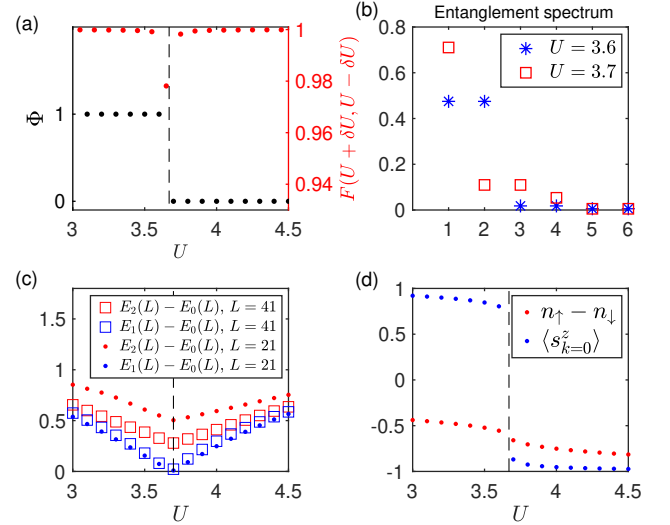 (a)
Φ
1
0
3
3.5
4
4.5
U
1
0.98
0.96
0.94
F(U + δU, U − δU)
(b)
Entanglement spectrum
0.8
0.6
0.4
0.2
0
1 2 3 4 5 6
U = 3.6
U = 3.7
(c)
1.5
1
0.5
0
3
3.5
4
4.5
U
E₂(L) − E₀(L), L = 41
E₁(L) − E₀(L), L = 41
E₂(L) − E₀(L), L = 21
E₁(L) − E₀(L), L = 21
(d)
1
0.5
0
-0.5
-1
3
3.5
4
4.5
U
n↑ − n↓
⟨sᶻₖ₌₀⟩